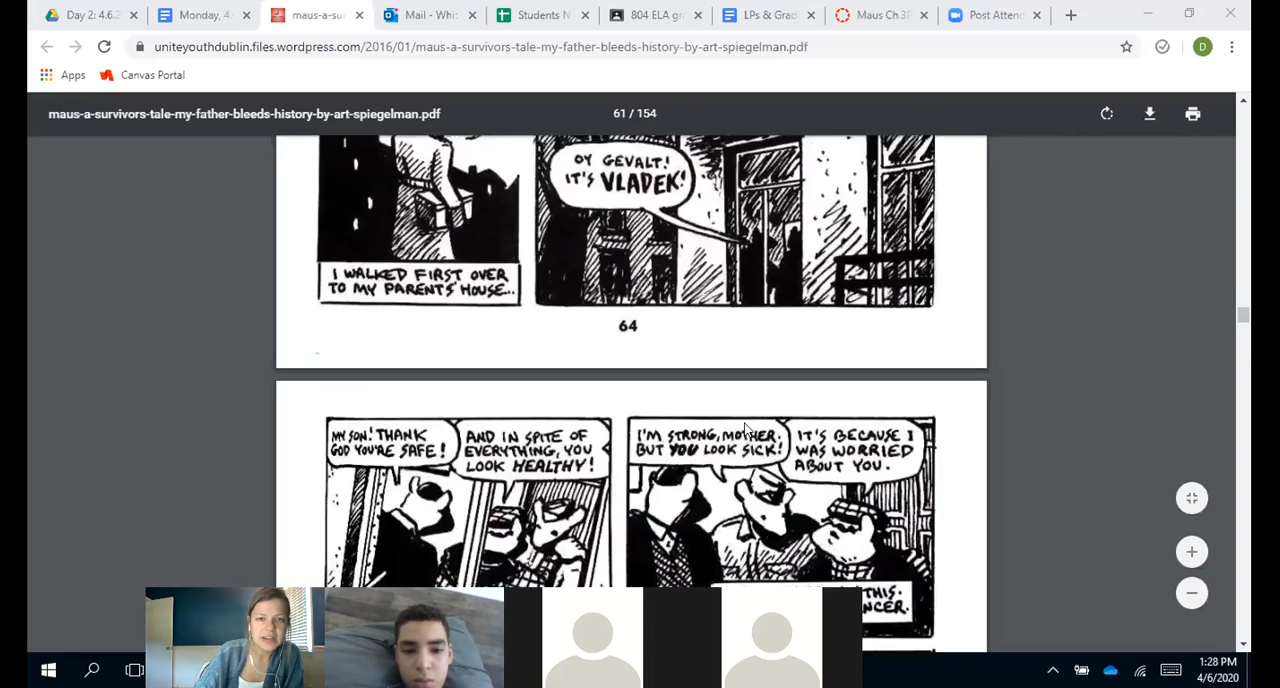 Day 2: 4.6.2
Monday, 4.
maus-a-sur
Mail - Whi
Students N
804 ELA gr
LPs & Grad
Maus Ch.3F
Post Attend
uniteyouthdublin.files.wordpress.com/2016/01/maus-a-survivors-tale-my-father-bleeds-history-by-art-spiegelman.pdf
D
Apps
Canvas Portal
maus-a-survivors-tale-my-father-bleeds-history-by-art-spiegelman.pdf
61 / 154
OY GEVALT!
IT'S VLADEK!
I WALKED FIRST OVER
TO MY PARENTS' HOUSE...
64
MY SON! THANK
GOD YOU'RE SAFE!
AND IN SPITE OF
EVERYTHING, YOU
LOOK HEALTHY!
I'M STRONG, MOTHER.
BUT YOU LOOK SICK!
IT'S BECAUSE I
WAS WORRIED
ABOUT YOU.
THIS.
NCER.
1:28 PM
4/6/2020